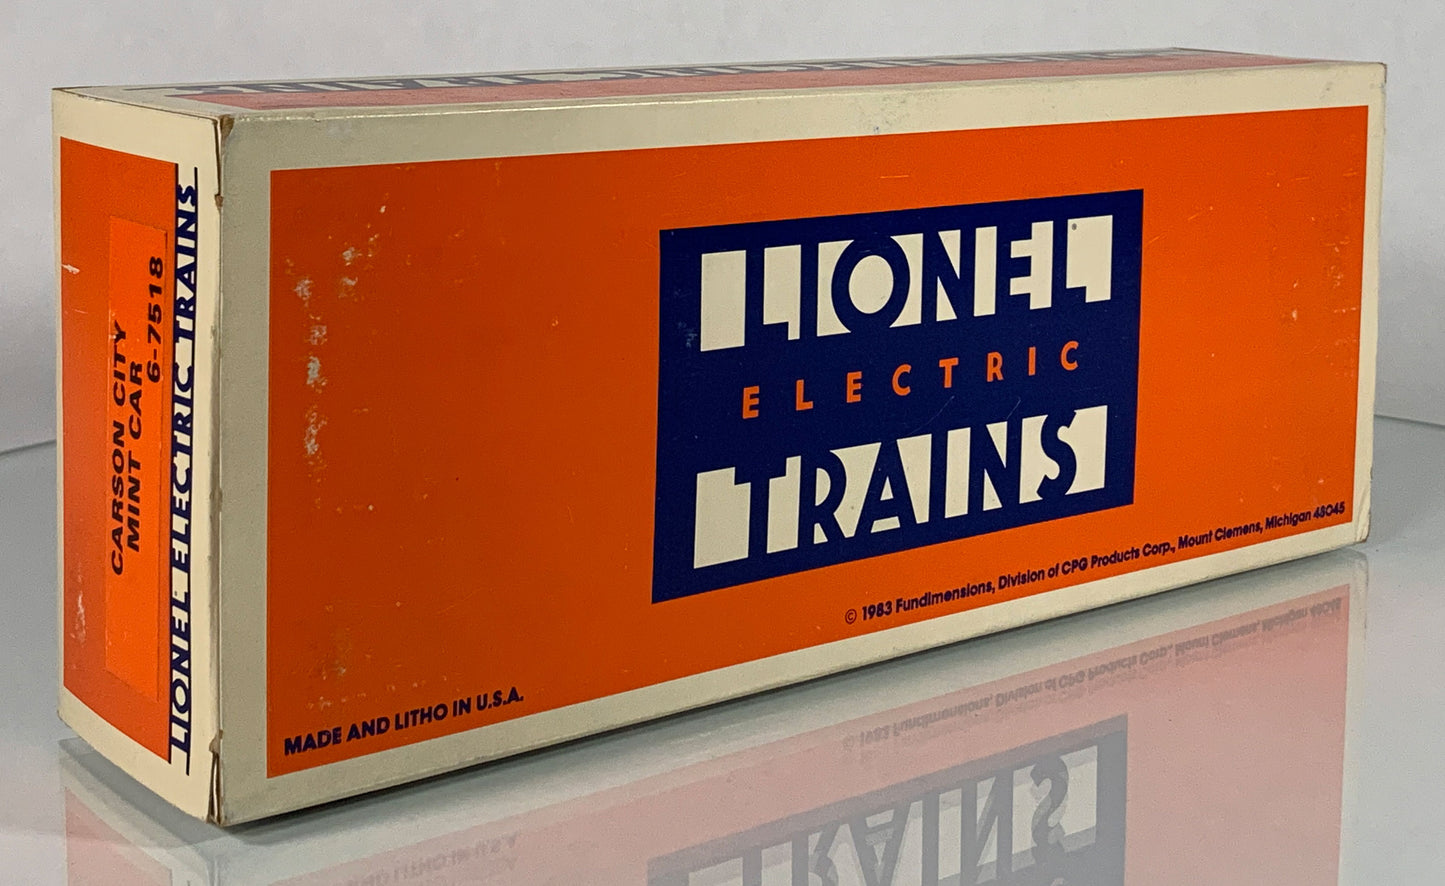 CARSON CITY
MINT CAR
6-7518
LIONEL ELECTRIC TRAINS
LIONEL®
ELECTRIC
TRAINS
© 1983 Fundimensions, Division of CPG Products Corp., Mount Clemens, Michigan 48045
MADE AND LITHO IN U.S.A.